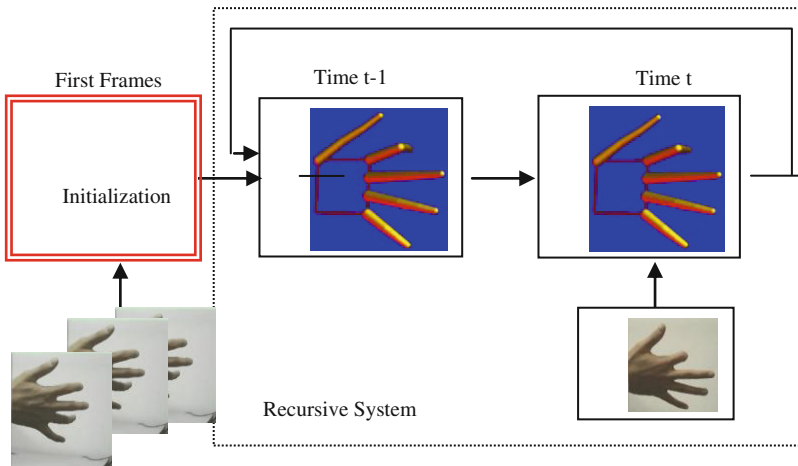 First Frames
Time t-1
Time t
Initialization
Recursive System